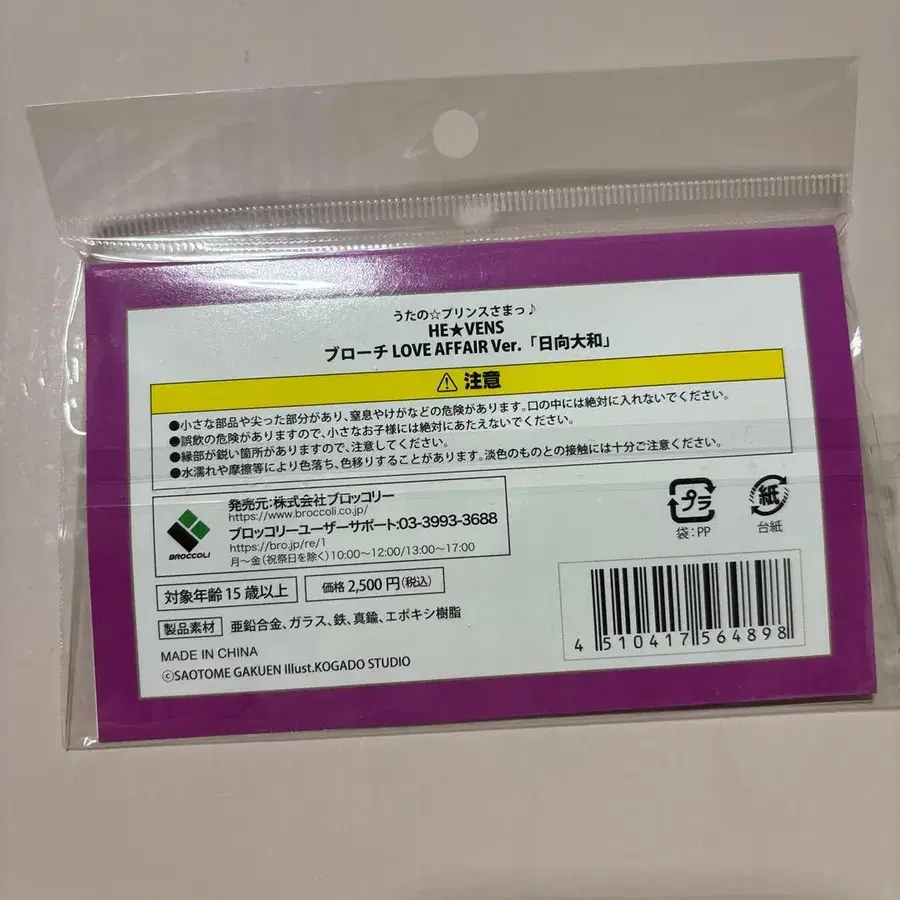 うたの☆プリンスさまっ♪
HE★VENS
ブローチ LOVE AFFAIR Ver.「日向大和」
⚠ 注意
●小さな部品や尖った部分があり、窒息やけがなどの危険があります。口の中には絶対に入れないでください。
●誤飲の危険がありますので、小さなお子様には絶対にあたえないでください。
●縁部が鋭い箇所がありますので、注意してください。
●水濡れや摩擦等により色落ち、色移りすることがあります。淡色のものとの接触には十分ご注意ください。
BROCCOLI
発売元:株式会社ブロッコリー
https://www.broccoli.co.jp/
ブロッコリーユーザーサポート:03-3993-3688
https://bro.jp/re/1
月〜金(祝祭日を除く)10:00〜12:00/13:00〜17:00
プラ
袋:PP
紙
台紙
対象年齢 15 歳以上
価格 2,500 円(税込)
製品素材 亜鉛合金、ガラス、鉄、真鍮、エポキシ樹脂
MADE IN CHINA
©SAOTOME GAKUEN Illust.KOGADO STUDIO
4 510417 564898